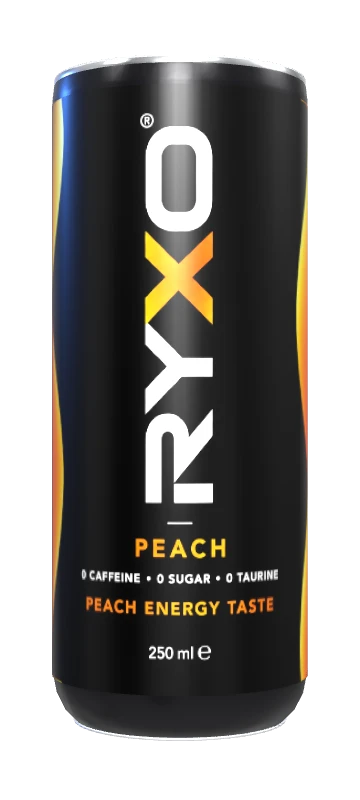 RYXO®
PEACH
0 CAFFEINE • 0 SUGAR • 0 TAURINE
PEACH ENERGY TASTE
250 ml ℮